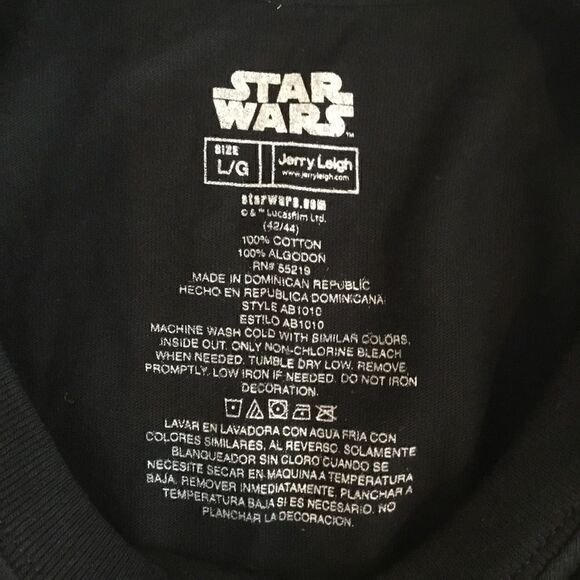 STAR
WARS™
SIZE
L/G
Jerry Leigh
www.jerryleigh.com
starwars.com
© & ™ Lucasfilm Ltd.
(42/44)
100% COTTON
100% ALGODON
RN# 55219
MADE IN DOMINICAN REPUBLIC
HECHO EN REPUBLICA DOMINICANA
STYLE AB1010
ESTILO AB1010
MACHINE WASH COLD WITH SIMILAR COLORS,
INSIDE OUT. ONLY NON-CHLORINE BLEACH
WHEN NEEDED. TUMBLE DRY LOW. REMOVE
PROMPTLY. LOW IRON IF NEEDED. DO NOT IRON
DECORATION.
LAVAR EN LAVADORA CON AGUA FRIA CON
COLORES SIMILARES, AL REVERSO. SOLAMENTE
BLANQUEADOR SIN CLORO CUANDO SE
NECESITE SECAR EN MAQUINA A TEMPERATURA
BAJA. REMOVER INMEDIATAMENTE. PLANCHAR A
TEMPERATURA BAJA SI ES NECESARIO. NO
PLANCHAR LA DECORACION.